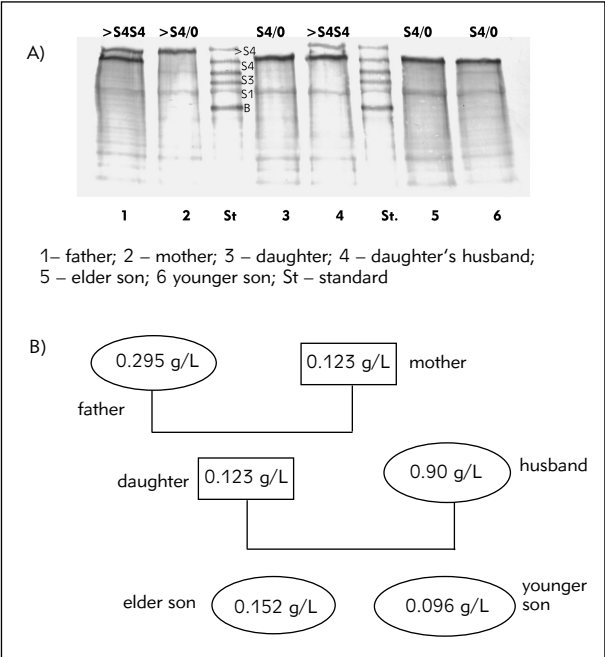 >S4S4 >S4/0 S4/0 >S4S4 S4/0 S4/0
A)
>S4
S4
S3
S1
B
1 2 St 3 4 St. 5 6
1– father; 2 – mother; 3 – daughter; 4 – daughter's husband;
5 – elder son; 6 younger son; St – standard
B)
0.295 g/L 0.123 g/L mother
father
daughter 0.123 g/L 0.90 g/L husband
elder son 0.152 g/L 0.096 g/L younger
son